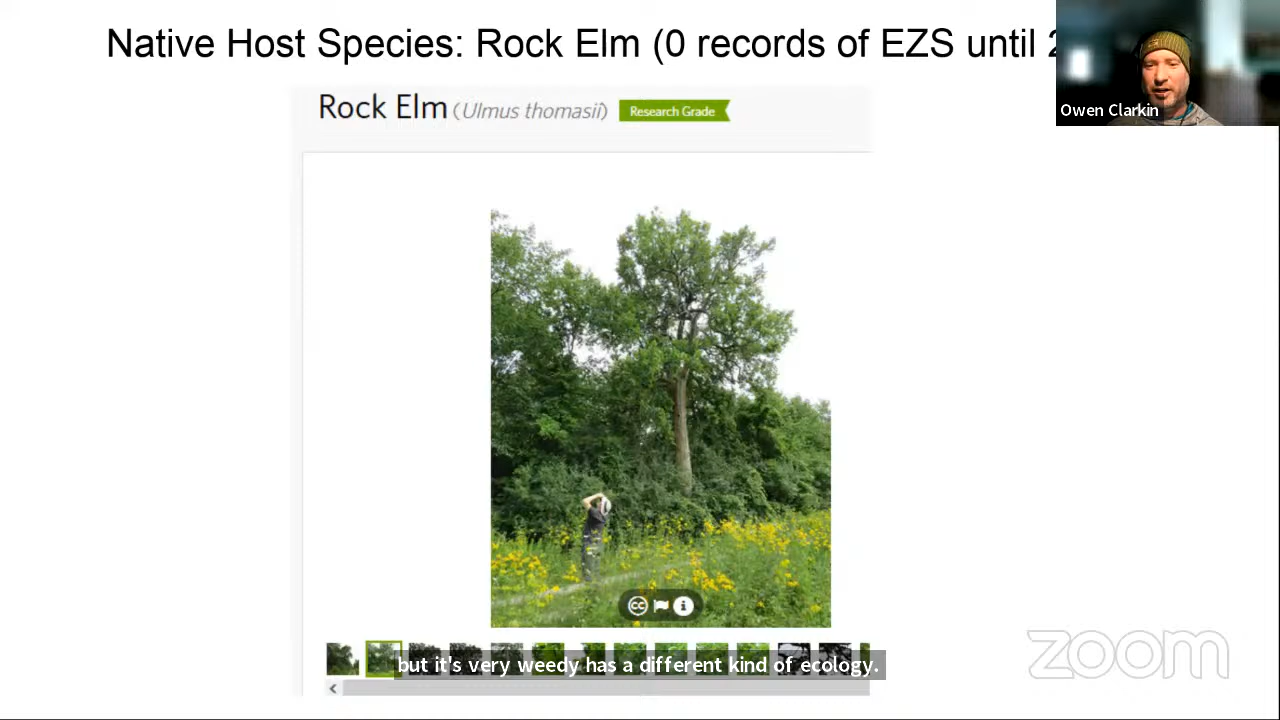 Native Host Species: Rock Elm (0 records of EZS until
Owen Clarkin
Rock Elm (Ulmus thomasii) Research Grade
cc i
but it's very weedy has a different kind of ecology.
zoom